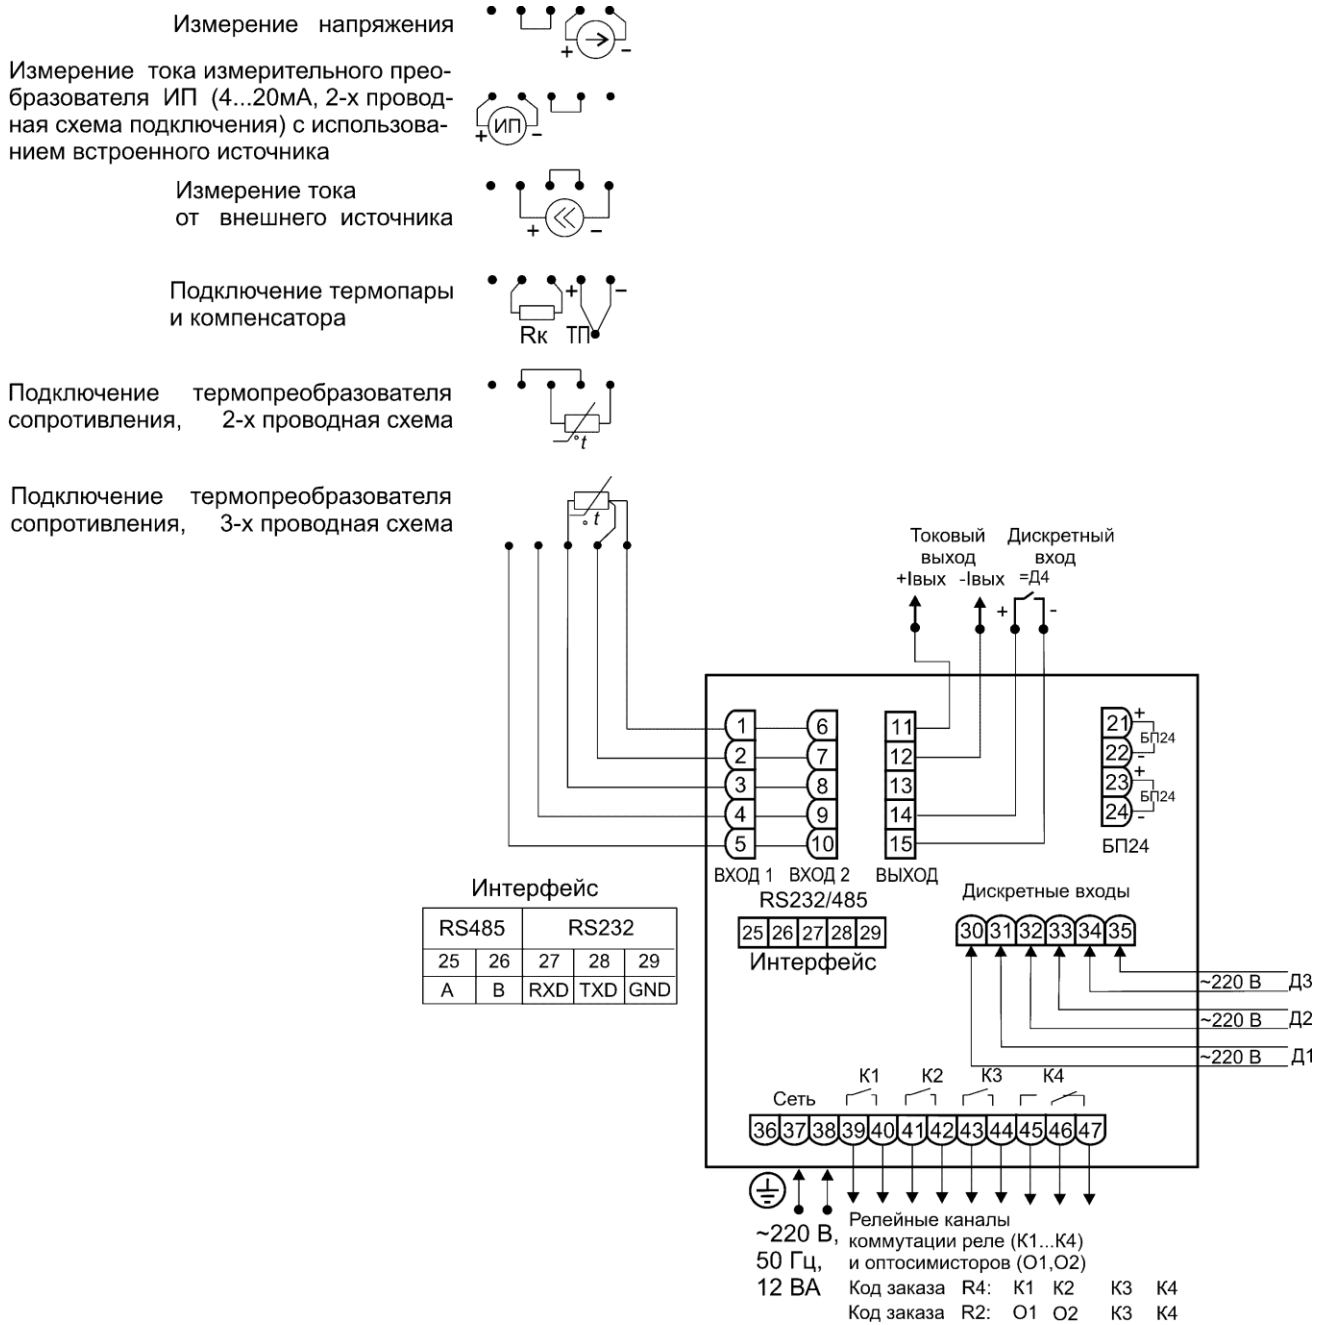 Измерение напряжения
+ -
Измерение тока измерительного прео-
бразователя ИП (4...20мА, 2-х провод-
ная схема подключения) с использова-
нием встроенного источника
+ ИП -
Измерение тока
от внешнего источника
+ -
Подключение термопары
и компенсатора
+ -
Rк ТП
Подключение термопреобразователя
сопротивления, 2-х проводная схема
°t
Подключение термопреобразователя
сопротивления, 3-х проводная схема
°t
Токовый выход
Дискретный вход
+Iвых -Iвых =Д4
+ -
1 6 11 21 +
БП24
2 7 12 22 -
3 8 13 23 +
БП24
4 9 14 24 -
5 10 15 БП24
ВХОД 1 ВХОД 2 ВЫХОД
RS232/485
Дискретные входы
25 26 27 28 29
30 31 32 33 34 35
Интерфейс
Интерфейс
RS485 RS232
25 26 27 28 29
A B RXD TXD GND
~220 В Д3
~220 В Д2
~220 В Д1
К1 К2 К3 К4
Сеть
36 37 38 39 40 41 42 43 44 45 46 47
~220 В,
50 Гц,
12 ВА
Релейные каналы
коммутации реле (К1...К4)
и оптосимисторов (О1,О2)
Код заказа R4: К1 К2 К3 К4
Код заказа R2: О1 О2 К3 К4